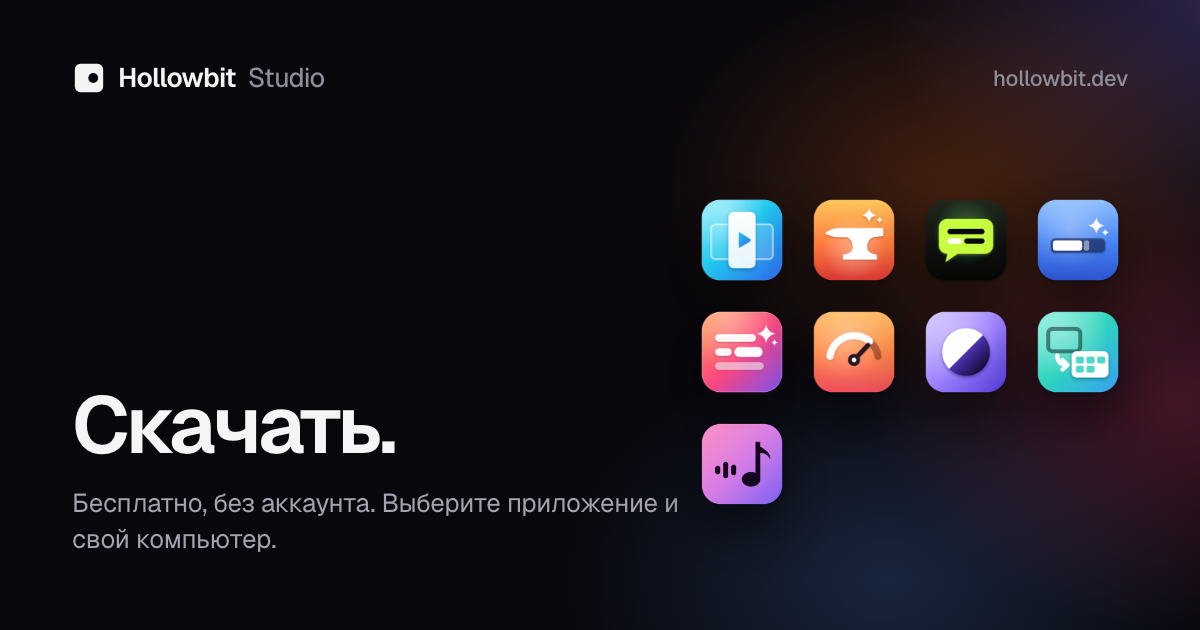 Hollowbit Studio
hollowbit.dev
Скачать.
Бесплатно, без аккаунта. Выберите приложение и
свой компьютер.